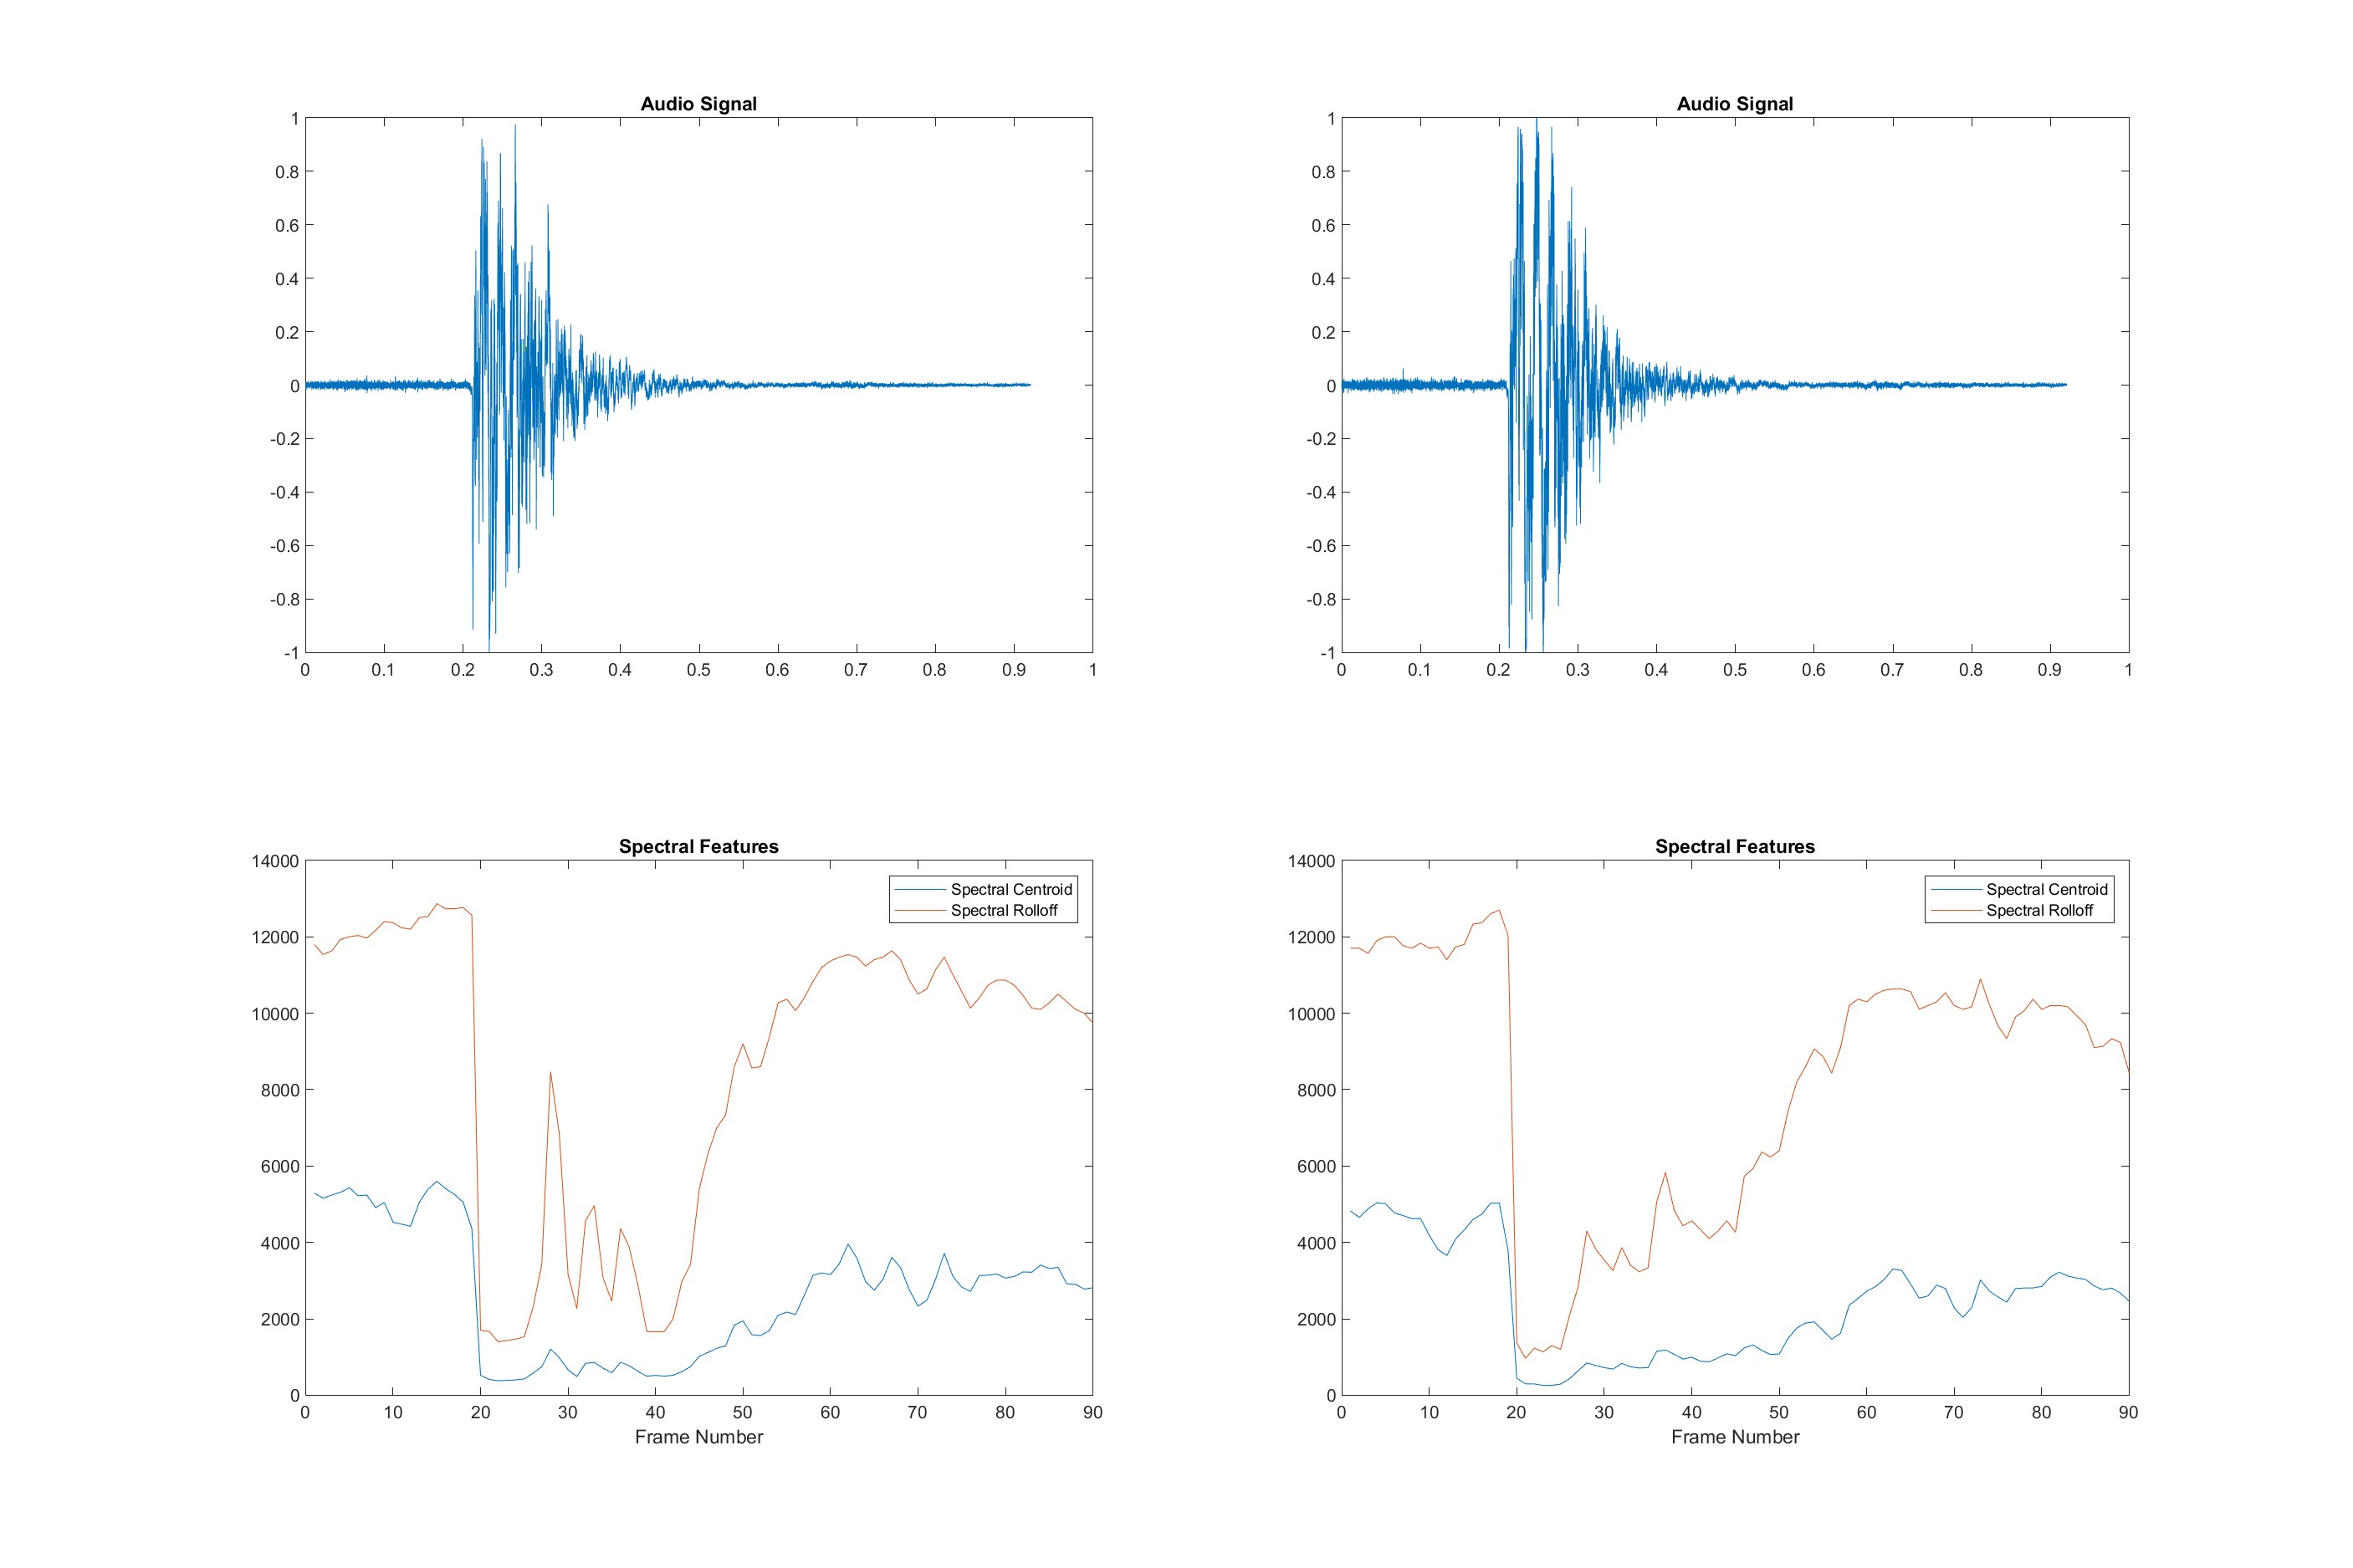 Audio Signal
1
0.8
0.6
0.4
0.2
0
-0.2
-0.4
-0.6
-0.8
-1
0 0.1 0.2 0.3 0.4 0.5 0.6 0.7 0.8 0.9 1
Audio Signal
1
0.8
0.6
0.4
0.2
0
-0.2
-0.4
-0.6
-0.8
-1
0 0.1 0.2 0.3 0.4 0.5 0.6 0.7 0.8 0.9 1
Spectral Features
14000
12000
10000
8000
6000
4000
2000
0
Spectral Centroid
Spectral Rolloff
0 10 20 30 40 50 60 70 80 90
Frame Number
Spectral Features
14000
12000
10000
8000
6000
4000
2000
0
Spectral Centroid
Spectral Rolloff
0 10 20 30 40 50 60 70 80 90
Frame Number